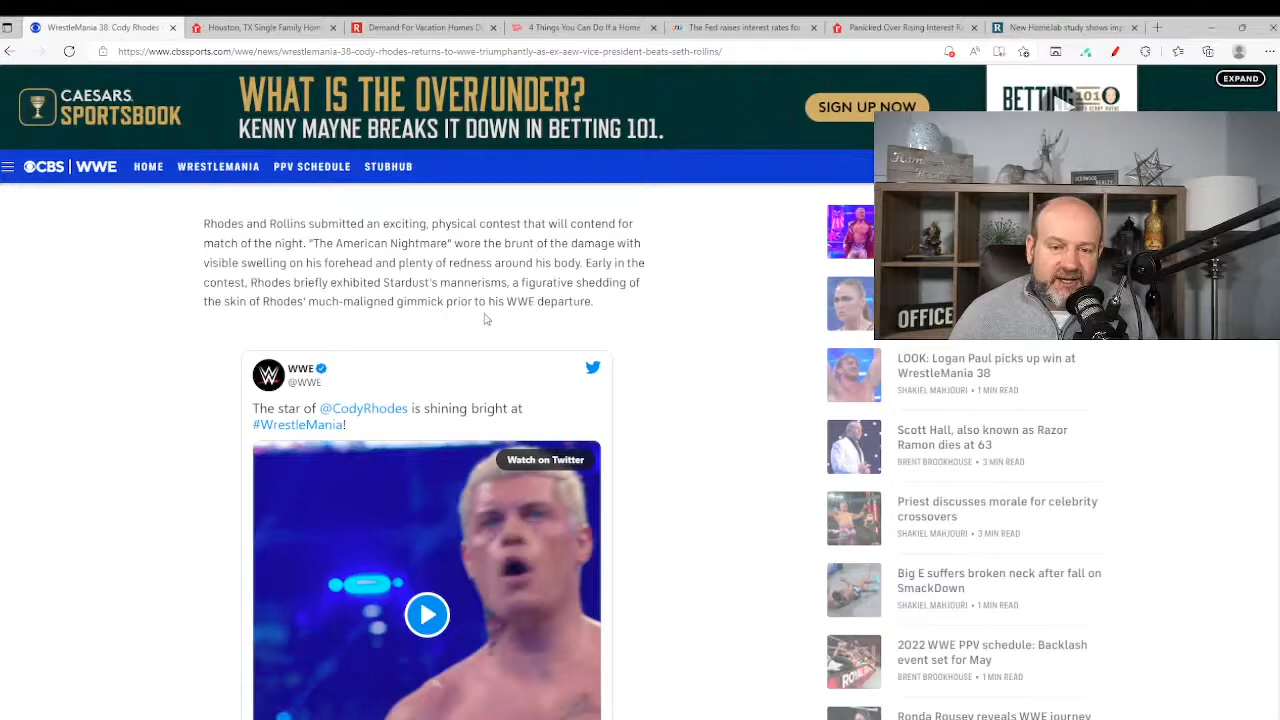 WrestleMania 38: Cody Rhodes
Houston, TX Single Family Home
Demand For Vacation Homes
4 Things You Can Do If a Home
The Fed raises interest rates for
Panicked Over Rising Interest
New Homelab study shows
https://www.cbssports.com/wwe/news/wrestlemania-38-cody-rhodes-returns-to-wwe-triumphantly-as-ex-aew-vice-president-beats-seth-rollins/
CAESARS
SPORTSBOOK
WHAT IS THE OVER/UNDER?
KENNY MAYNE BREAKS IT DOWN IN BETTING 101.
SIGN UP NOW
BETTING 101
EXPAND
CBS | WWE HOME WRESTLEMANIA PPV SCHEDULE STUBHUB
Rhodes and Rollins submitted an exciting, physical contest that will contend for
match of the night. "The American Nightmare" wore the brunt of the damage with
visible swelling on his forehead and plenty of redness around his body. Early in the
contest, Rhodes briefly exhibited Stardust's mannerisms, a figurative shedding of
the skin of Rhodes' much-maligned gimmick prior to his WWE departure.
WWE
@WWE
The star of @CodyRhodes is shining bright at
#WrestleMania!
Watch on Twitter
REALTY
OFFICE
LOOK: Logan Paul picks up win at
WrestleMania 38
SHAKIEL MAHJOURI • 1 MIN READ
Scott Hall, also known as Razor
Ramon dies at 63
BRENT BROOKHOUSE • 3 MIN READ
Priest discusses morale for celebrity
crossovers
SHAKIEL MAHJOURI • 3 MIN READ
Big E suffers broken neck after fall on
SmackDown
SHAKIEL MAHJOURI • 1 MIN READ
2022 WWE PPV schedule: Backlash
event set for May
BRENT BROOKHOUSE • 1 MIN READ
Ronda Rousey reveals WWE journey